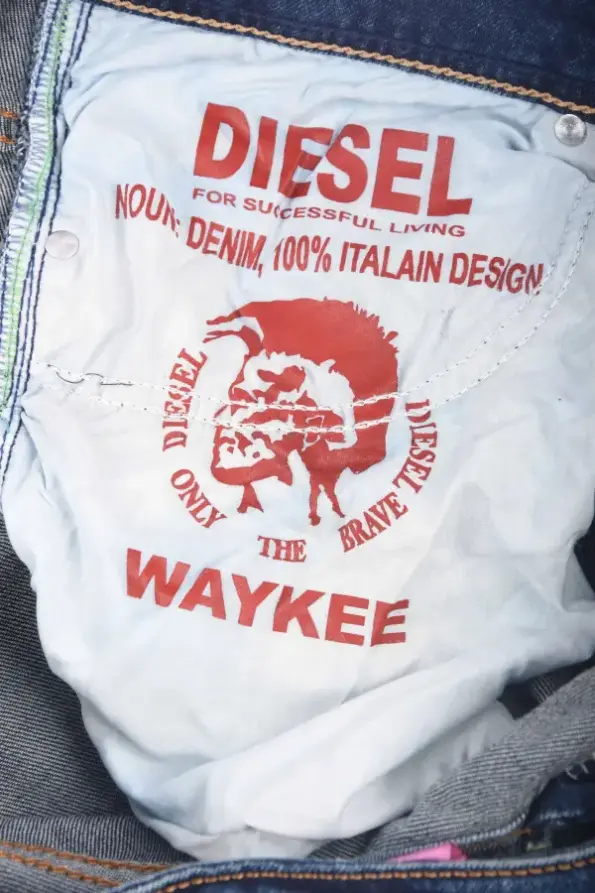 DIESEL
FOR SUCCESSFUL LIVING
NOUN: DENIM, 100% ITALAIN DESIGN
DIESEL
DIESEL
ONLY THE BRAVE
WAYKEE